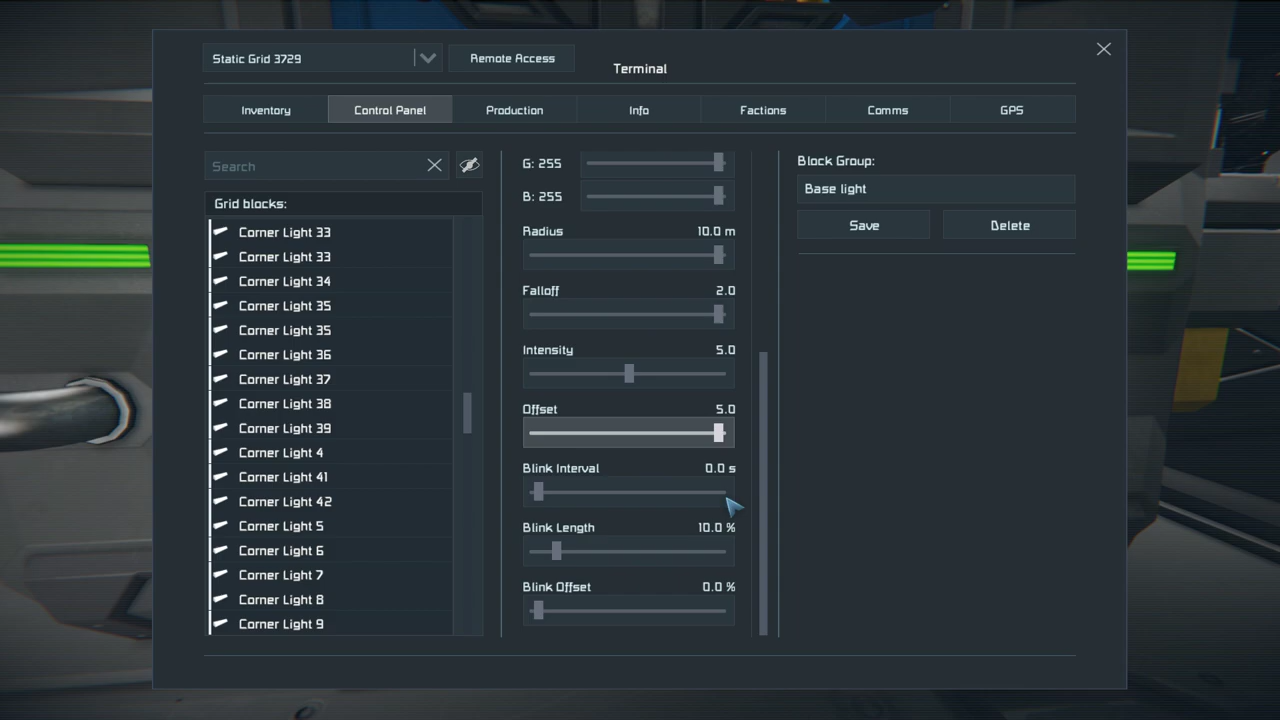 Static Grid 3729
Remote Access
Terminal
Inventory
Control Panel
Production
Info
Factions
Comms
GPS
Search
Grid blocks:
Corner Light 33
Corner Light 33
Corner Light 34
Corner Light 35
Corner Light 35
Corner Light 36
Corner Light 37
Corner Light 38
Corner Light 39
Corner Light 4
Corner Light 41
Corner Light 42
Corner Light 5
Corner Light 6
Corner Light 7
Corner Light 8
Corner Light 9
G: 255
B: 255
Radius 10.0 m
Falloff 2.0
Intensity 5.0
Offset 5.0
Blink Interval 0.0 s
Blink Length 10.0 %
Blink Offset 0.0 %
Block Group:
Base light
Save
Delete